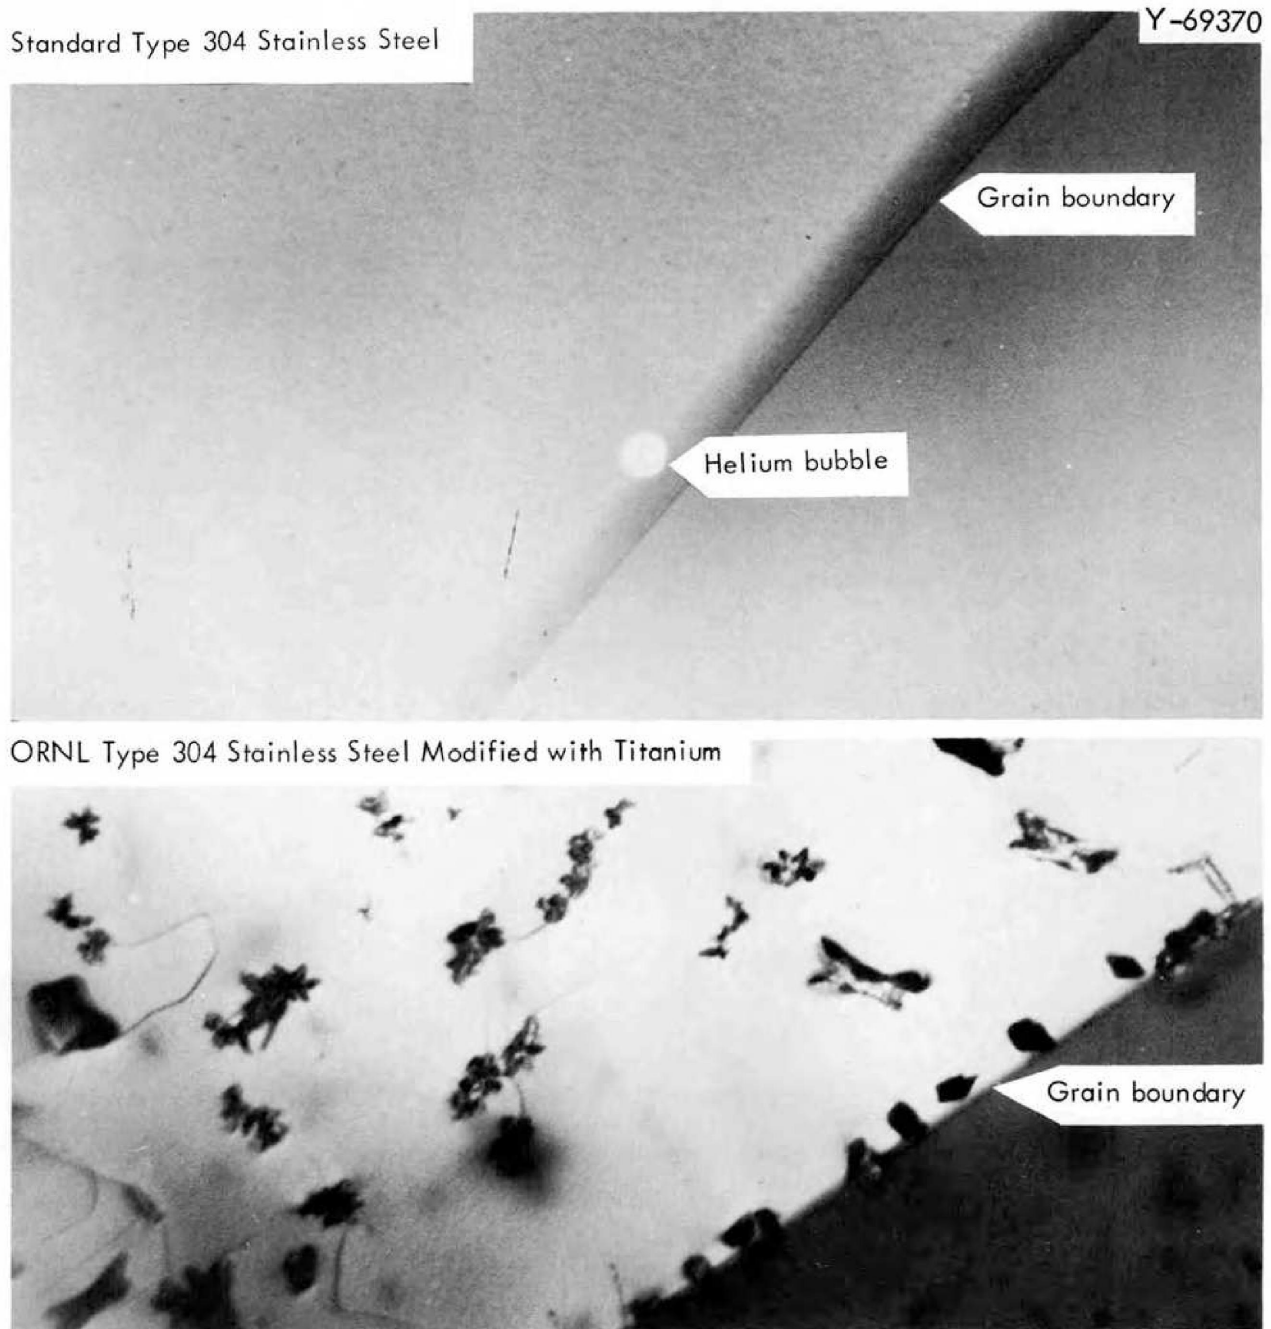 Standard Type 304 Stainless Steel
Y-69370
Grain boundary
Helium bubble
ORNL Type 304 Stainless Steel Modified with Titanium
Grain boundary